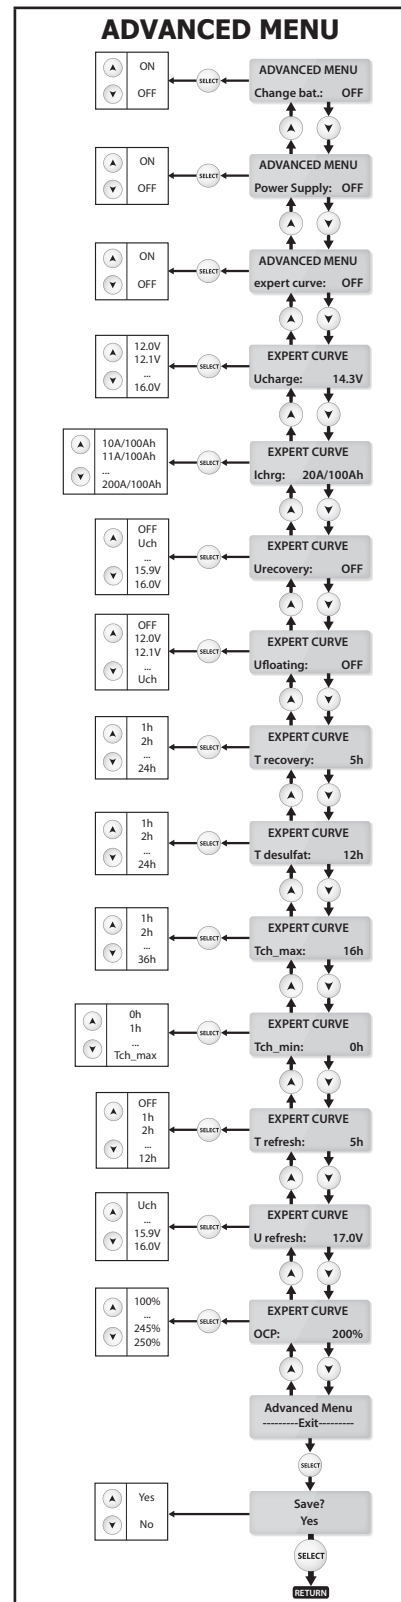 ADVANCED MENU
ON
OFF
SELECT
ADVANCED MENU
Change bat.: OFF
ON
OFF
SELECT
ADVANCED MENU
Power Supply: OFF
ON
OFF
SELECT
ADVANCED MENU
expert curve: OFF
12.0V
12.1V
...
16.0V
SELECT
EXPERT CURVE
Ucharge: 14.3V
10A/100Ah
11A/100Ah
...
200A/100Ah
SELECT
EXPERT CURVE
Ichrg: 20A/100Ah
OFF
Uch
...
15.9V
16.0V
SELECT
EXPERT CURVE
Urecovery: OFF
OFF
12.0V
12.1V
...
Uch
SELECT
EXPERT CURVE
Ufloating: OFF
1h
2h
...
24h
SELECT
EXPERT CURVE
T recovery: 5h
1h
2h
...
24h
SELECT
EXPERT CURVE
T desulfat: 12h
1h
2h
...
36h
SELECT
EXPERT CURVE
Tch_max: 16h
0h
1h
...
Tch_max
SELECT
EXPERT CURVE
Tch_min: 0h
OFF
1h
2h
...
12h
SELECT
EXPERT CURVE
T refresh: 5h
Uch
...
15.9V
16.0V
SELECT
EXPERT CURVE
U refresh: 17.0V
100%
...
245%
250%
SELECT
EXPERT CURVE
OCP: 200%
Advanced Menu
---------Exit---------
SELECT
Yes
No
Save?
Yes
SELECT
RETURN